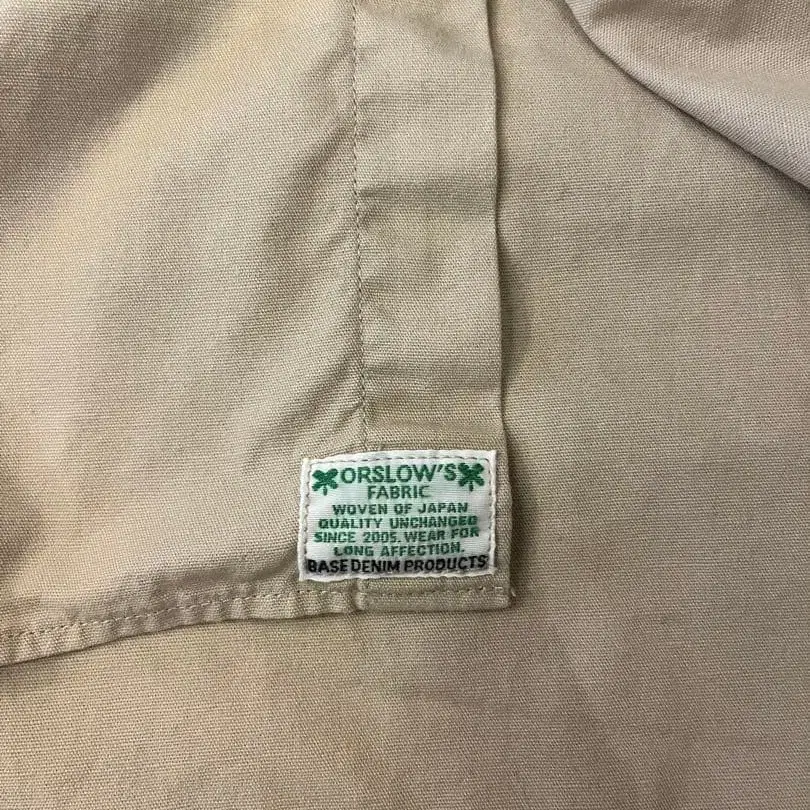 ORSLOW'S
FABRIC
WOVEN OF JAPAN
QUALITY UNCHANGED
SINCE 2005. WEAR FOR
LONG AFFECTION.
BASE DENIM PRODUCTS